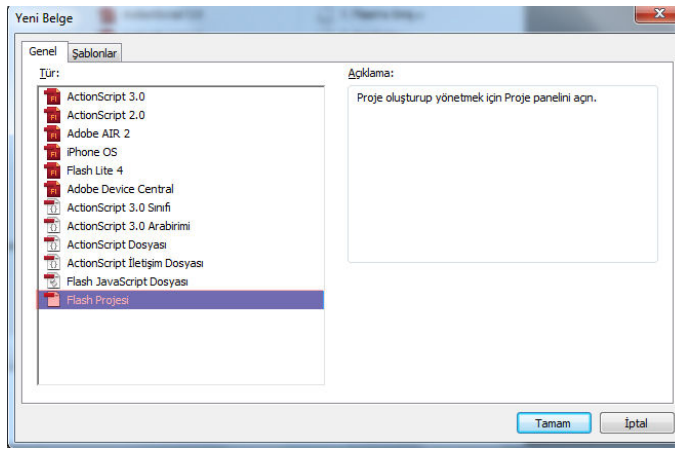 Yeni Belge
Genel
Şablonlar
Tür:
Açıklama:
ActionScript 3.0
ActionScript 2.0
Adobe AIR 2
iPhone OS
Flash Lite 4
Adobe Device Central
ActionScript 3.0 Sınıfı
ActionScript 3.0 Arabirimi
ActionScript Dosyası
ActionScript İletişim Dosyası
Flash JavaScript Dosyası
Flash Projesi
Proje oluşturup yönetmek için Proje panelini açın.
Tamam
İptal